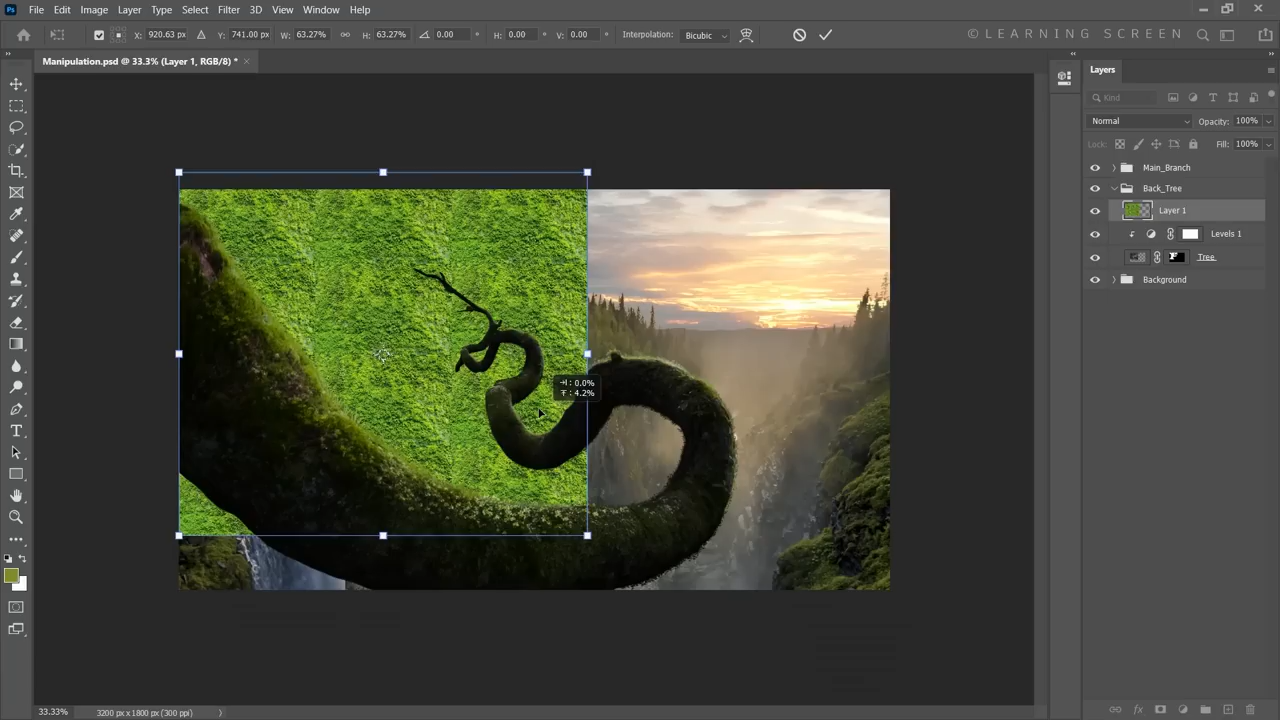 Ps File Edit Image Layer Type Select Filter 3D View Window Help
X: 920.63 px Y: 741.00 px W: 63.27% H: 63.27% 0.00 ° H: 0.00 ° V: 0.00 ° Interpolation: Bicubic
© LEARNING SCREEN
Manipulation.psd @ 33.3% (Layer 1, RGB/8) * ×
Layers
Kind
Normal Opacity: 100%
Lock: Fill: 100%
Main_Branch
Back_Tree
Layer 1
Levels 1
Tree
Background
: 0.0%
: 4.2%
33.33% 3200 px x 1800 px (300 ppi)